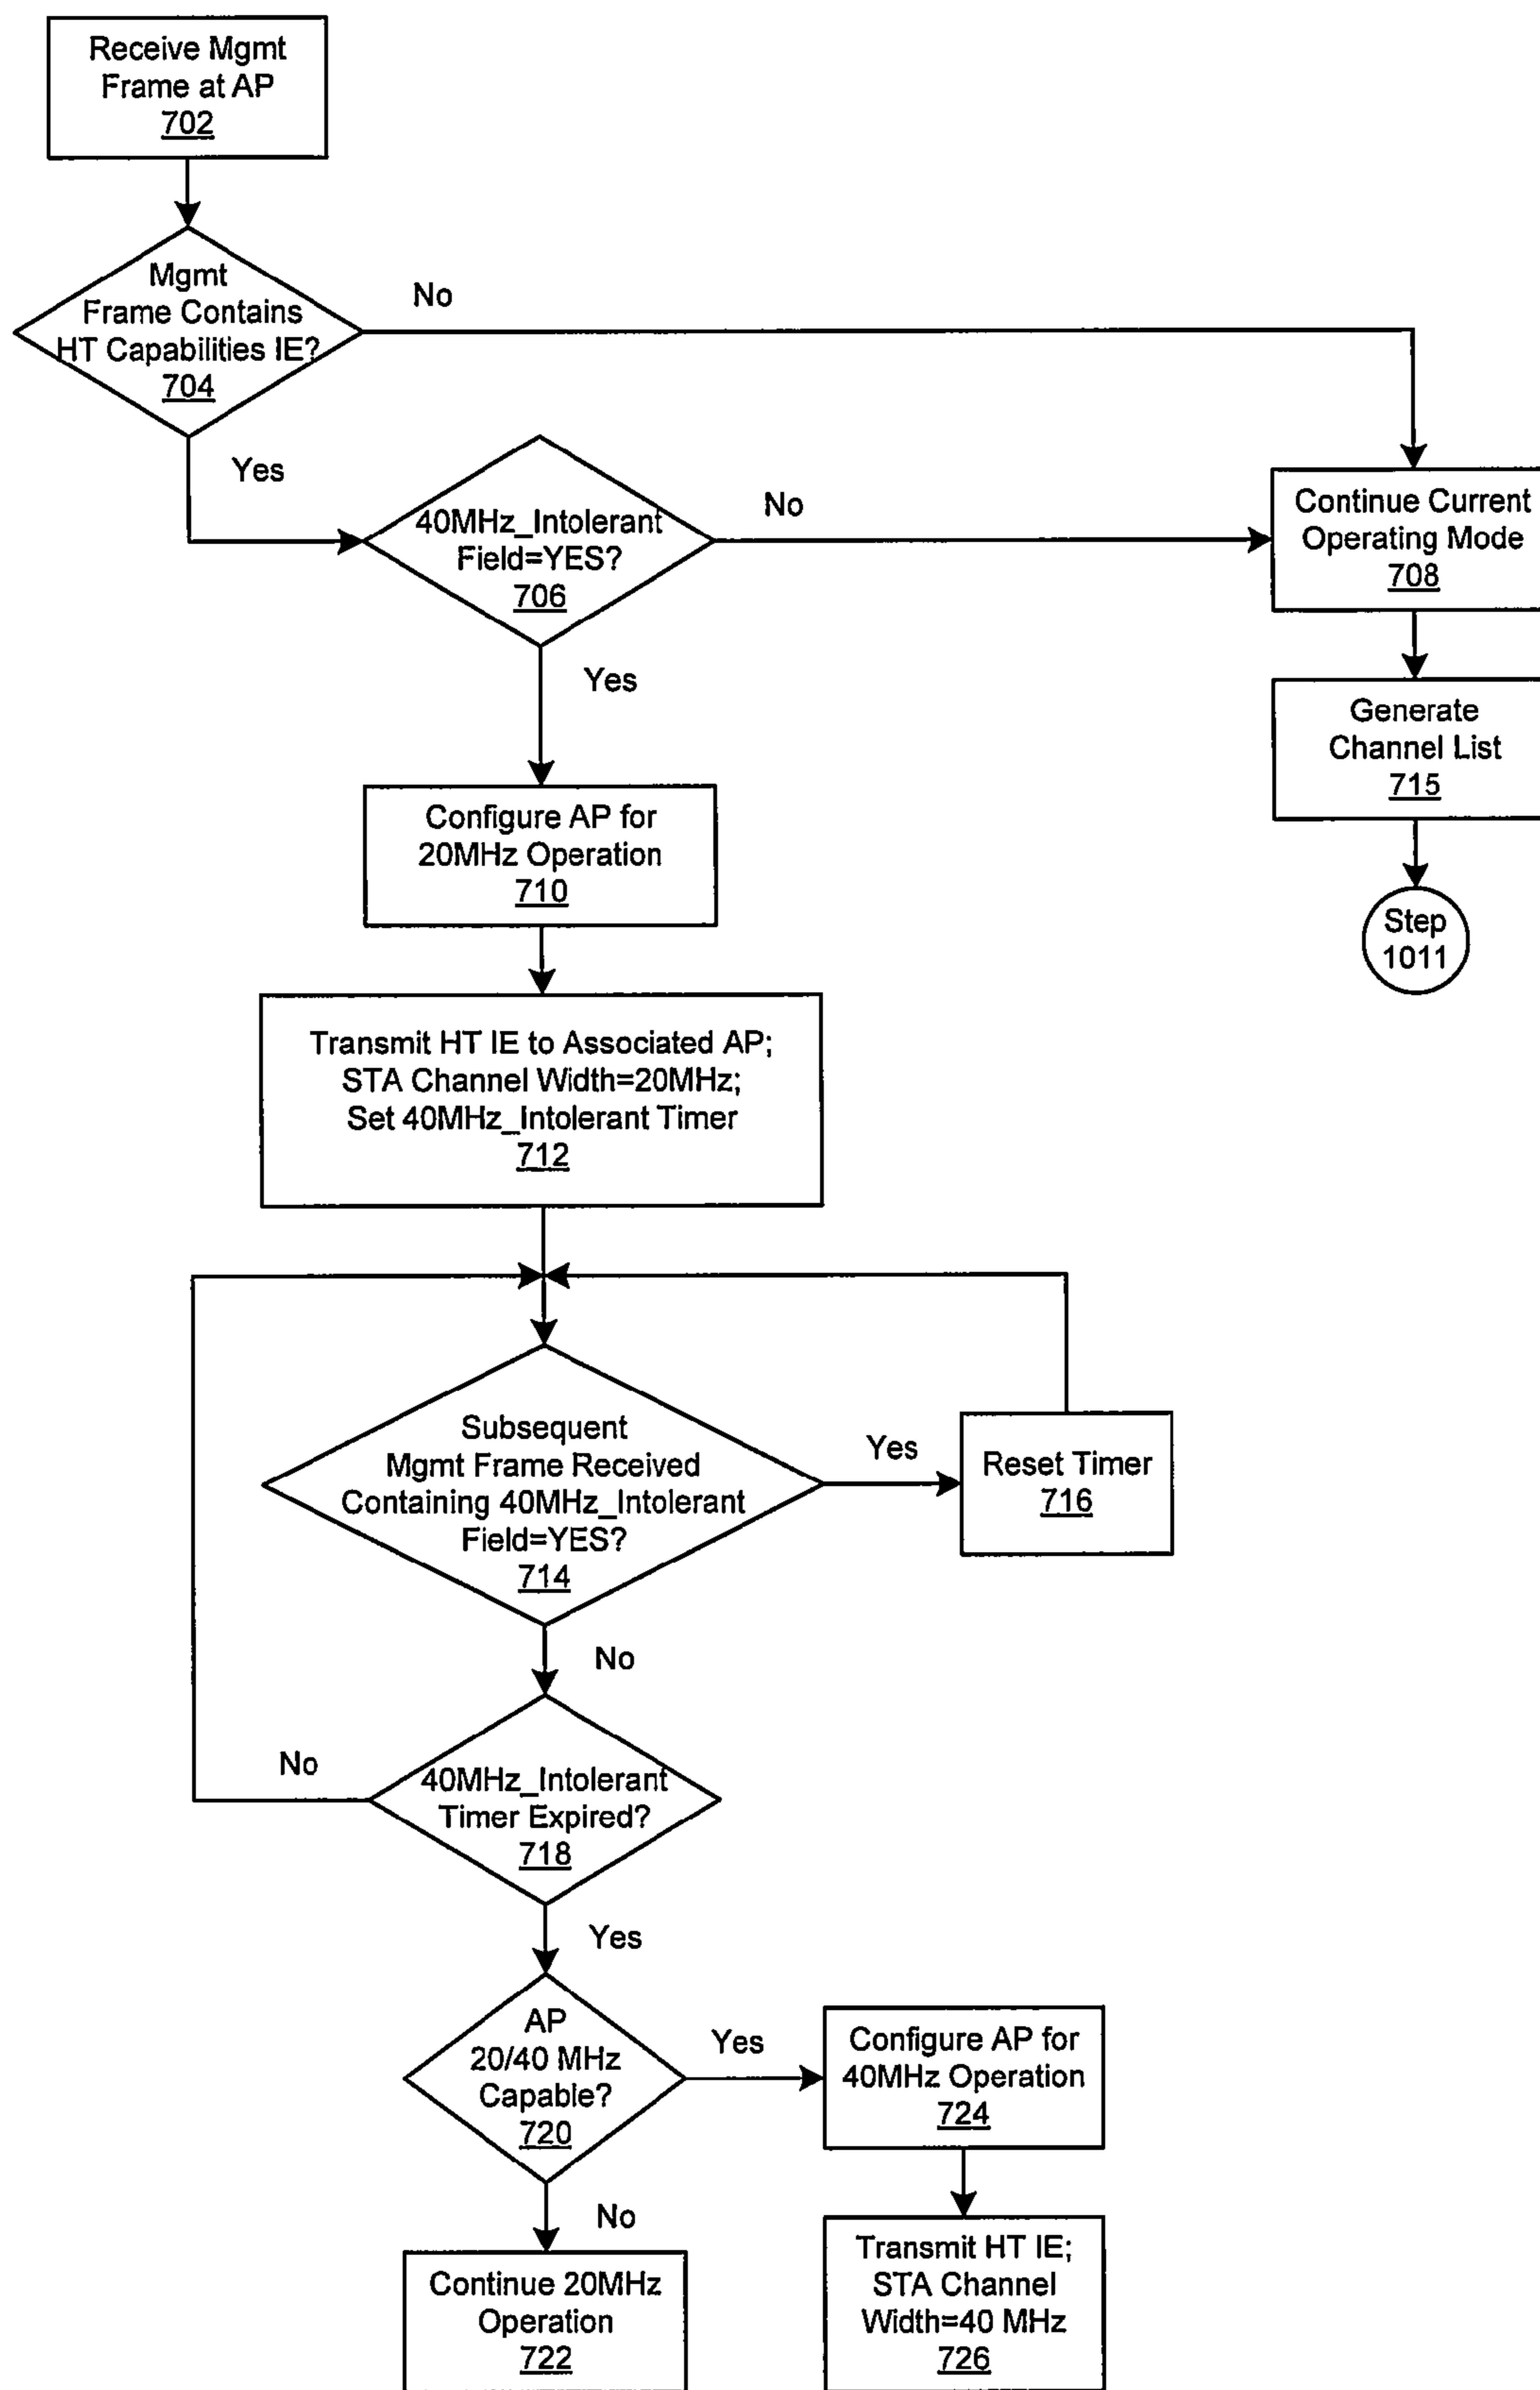 Receive Mgmt
Frame at AP
702
Mgmt
Frame Contains
HT Capabilities IE?
704
No
Yes
40MHz_Intolerant
Field=YES?
706
No
Continue Current
Operating Mode
708
Yes
Generate
Channel List
715
Configure AP for
20MHz Operation
710
Step
1011
Transmit HT IE to Associated AP;
STA Channel Width=20MHz;
Set 40MHz_Intolerant Timer
712
Subsequent
Mgmt Frame Received
Containing 40MHz_Intolerant
Field=YES?
714
Yes
Reset Timer
716
No
No
40MHz_Intolerant
Timer Expired?
718
Yes
AP
20/40 MHz
Capable?
720
Yes
Configure AP for
40MHz Operation
724
No
Continue 20MHz
Operation
722
Transmit HT IE;
STA Channel
Width=40 MHz
726